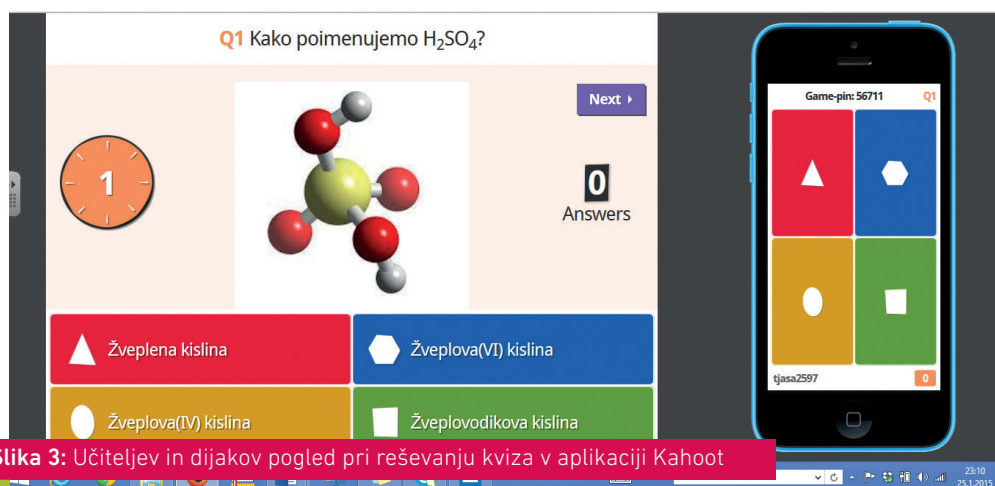 Q1 Kako poimenujemo H₂SO₄?
Next
1
0
Answers
Žveplena kislina
Žveplova(VI) kislina
Žveplova(IV) kislina
Žveplovodikova kislina
Game-pin: 56711 Q1
tjasa2597 0
Slika 3: Učiteljev in dijakov pogled pri reševanju kviza v aplikaciji Kahoot
23:10
25.1.2015